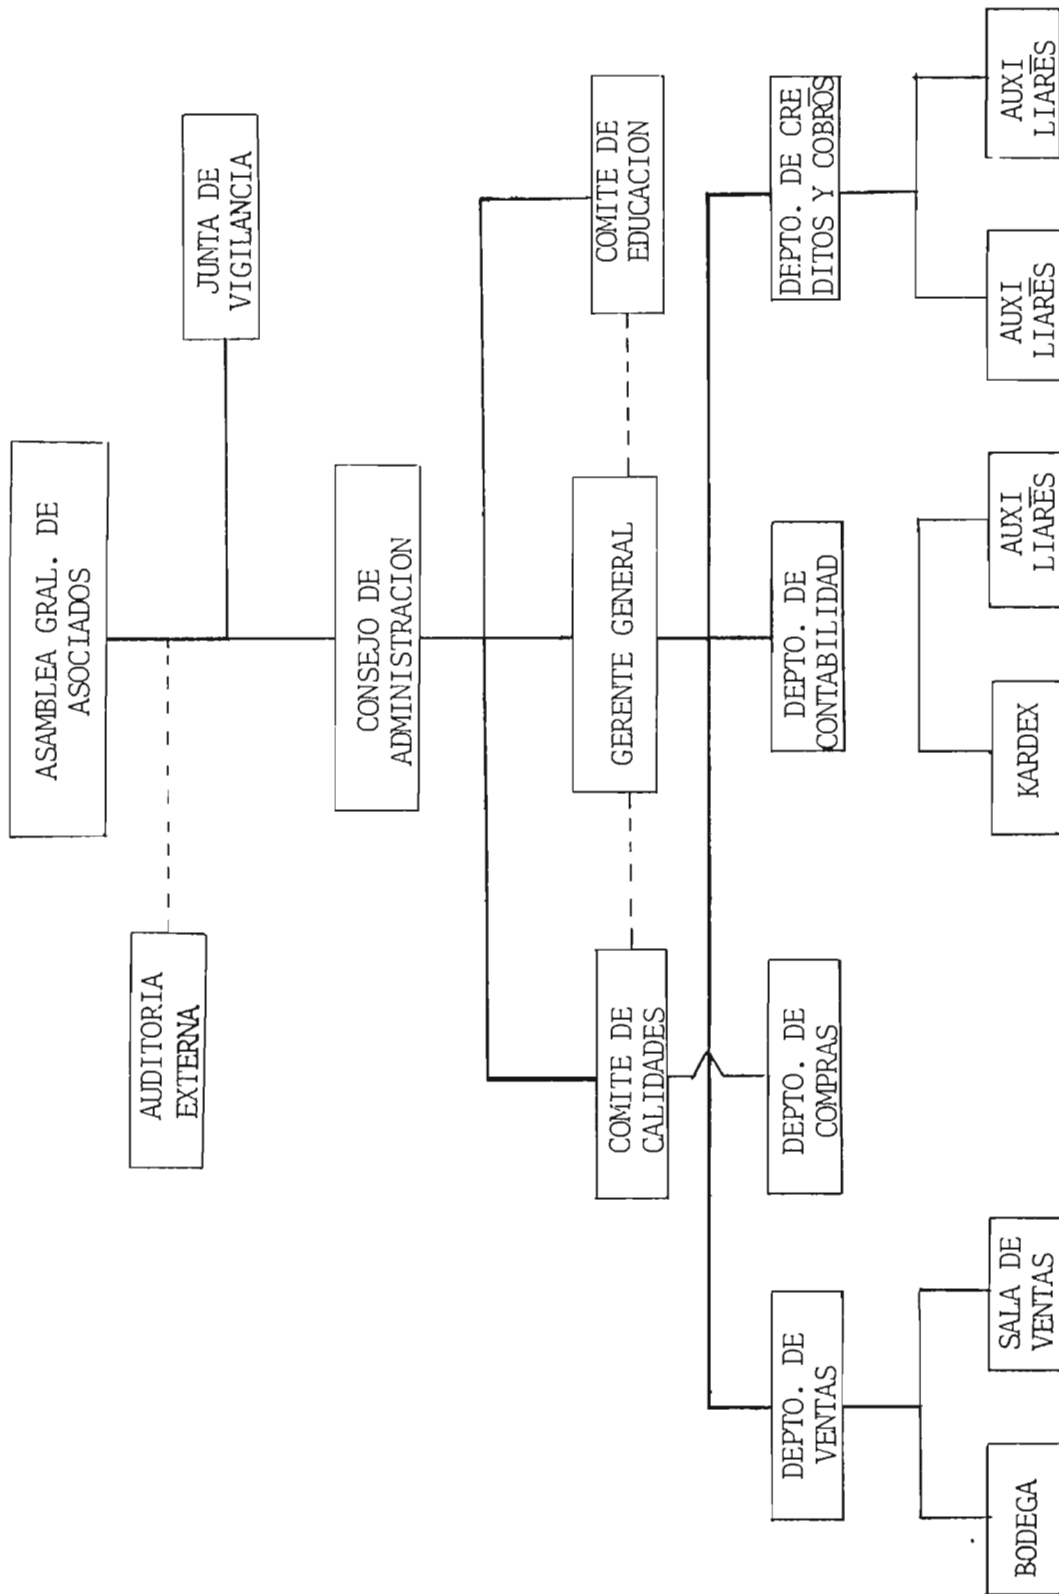 ASAMBLEA GRAL. DE
ASOCIADOS
JUNTA DE
VIGILANCIA
AUDITORIA
EXTERNA
CONSEJO DE
ADMINISTRACION
COMITE DE
CALIDADES
GERENTE GENERAL
COMITE DE
EDUCACION
DEPTO. DE
VENTAS
DEPTO. DE
COMPRAS
DEPTO. DE
CONTABILIDAD
DEPTO. DE CRE
DITOS Y COBROS
BODEGA
SALA DE
VENTAS
KARDEX
AUXI
LIARES
AUXI
LIARES
AUXI
LIARES